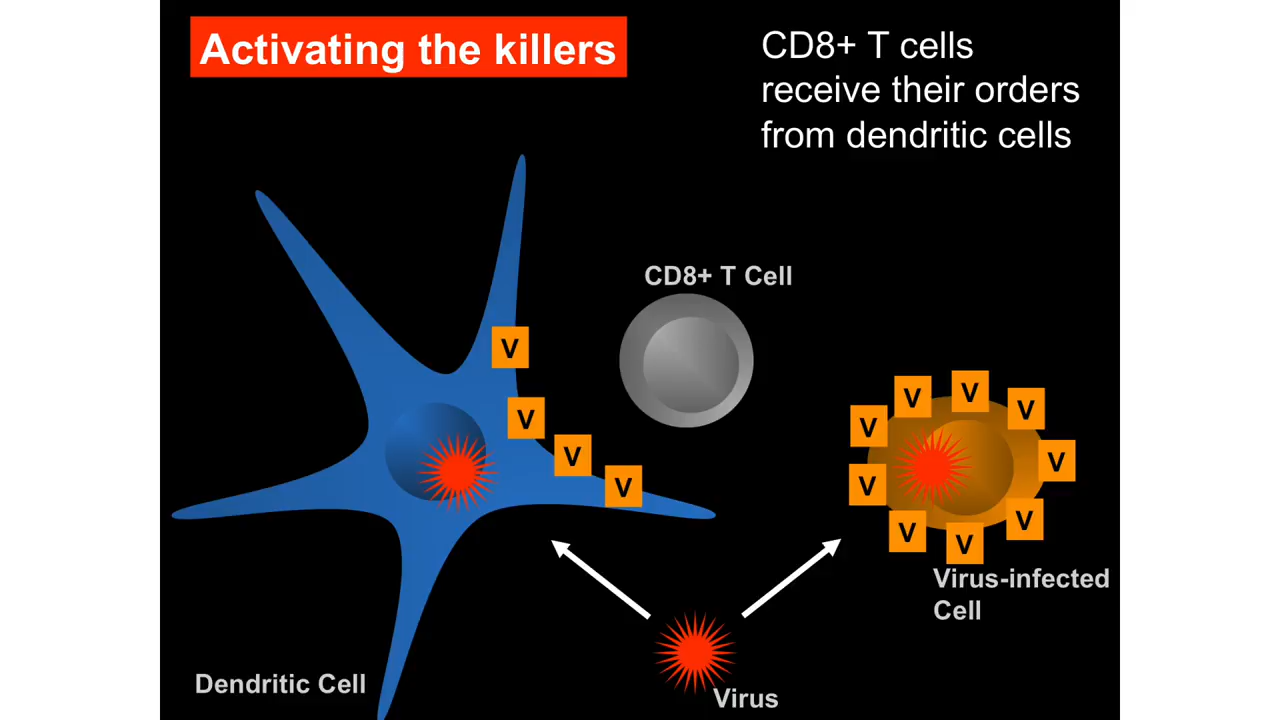 Activating the killers
CD8+ T cells
receive their orders
from dendritic cells
CD8+ T Cell
V
V
V
V
V
V
V
V
V
V
V
V
V
V
Virus-infected
Cell
Dendritic Cell
Virus